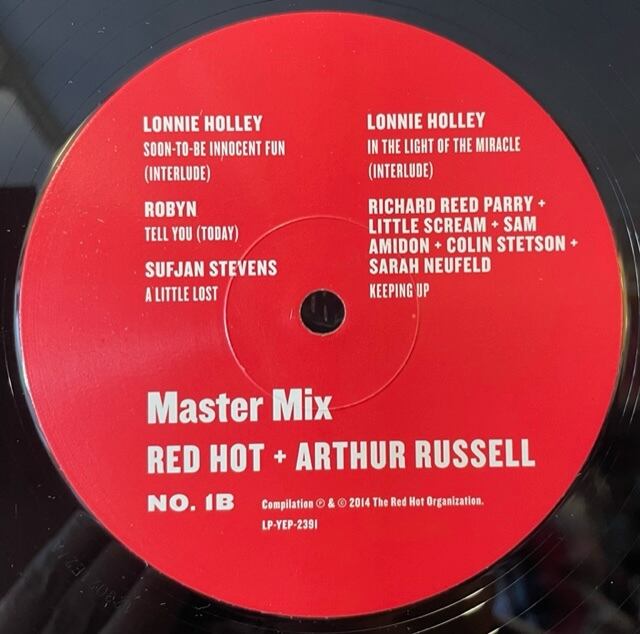 LONNIE HOLLEY
SOON-TO-BE INNOCENT FUN
(INTERLUDE)
ROBYN
TELL YOU (TODAY)
SUFJAN STEVENS
A LITTLE LOST
LONNIE HOLLEY
IN THE LIGHT OF THE MIRACLE
(INTERLUDE)
RICHARD REED PARRY +
LITTLE SCREAM + SAM
AMIDON + COLIN STETSON +
SARAH NEUFELD
KEEPING UP
Master Mix
RED HOT + ARTHUR RUSSELL
NO. 1B
Compilation ℗ & © 2014 The Red Hot Organization.
LP-YEP-2391